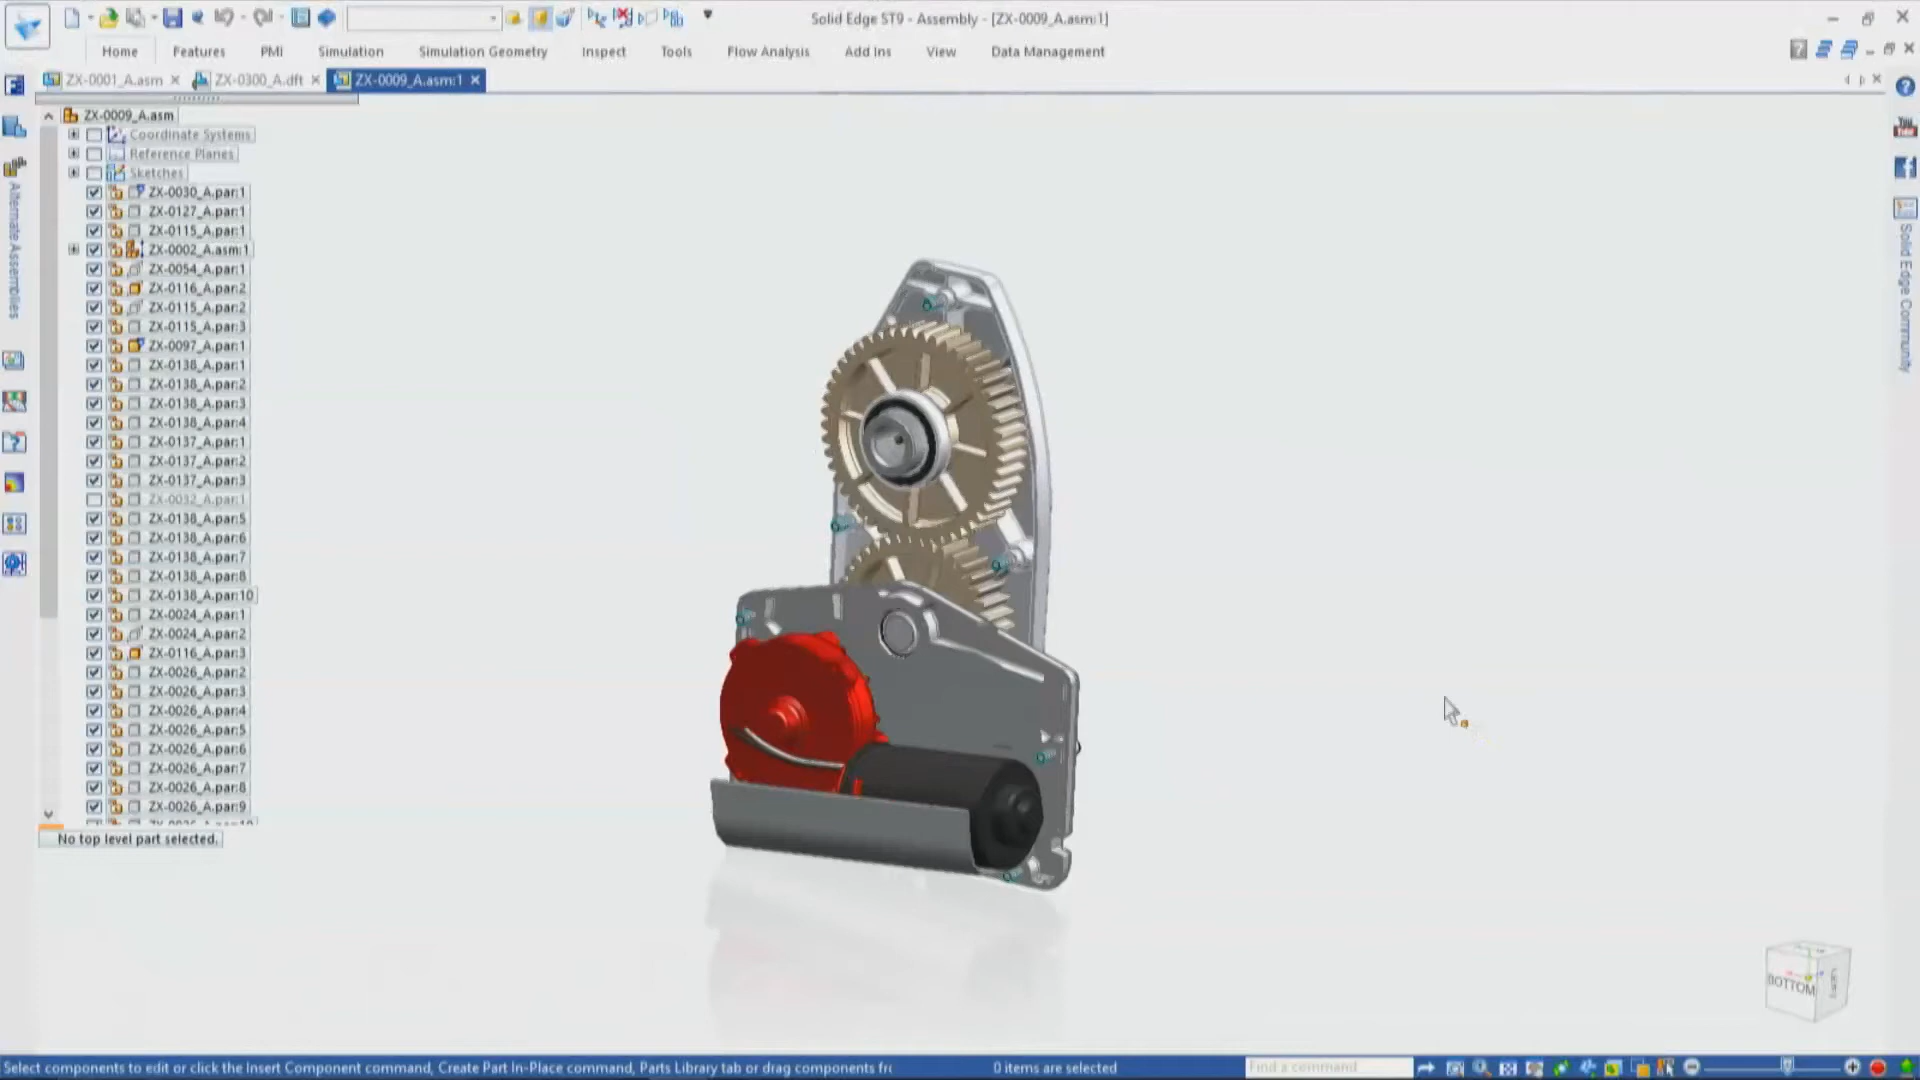 Solid Edge ST9 - Assembly - [ZX-0009_A.asm:1]
Home Features PMI Simulation Simulation Geometry Inspect Tools Flow Analysis Add Ins View Data Management
ZX-0001_A.asm ZX-0300_A.dft ZX-0009_A.asm:1
ZX-0009_A.asm
Coordinate Systems
Reference Planes
Sketches
ZX-0030_A.par:1
ZX-0127_A.par:1
ZX-0115_A.par:1
ZX-0002_A.asm:1
ZX-0054_A.par:1
ZX-0116_A.par:2
ZX-0115_A.par:2
ZX-0115_A.par:3
ZX-0097_A.par:1
ZX-0138_A.par:1
ZX-0138_A.par:2
ZX-0138_A.par:3
ZX-0138_A.par:4
ZX-0137_A.par:1
ZX-0137_A.par:2
ZX-0137_A.par:3
ZX-0032_A.par:1
ZX-0138_A.par:5
ZX-0138_A.par:6
ZX-0138_A.par:7
ZX-0138_A.par:8
ZX-0138_A.par:10
ZX-0024_A.par:1
ZX-0024_A.par:2
ZX-0116_A.par:3
ZX-0026_A.par:2
ZX-0026_A.par:3
ZX-0026_A.par:4
ZX-0026_A.par:5
ZX-0026_A.par:6
ZX-0026_A.par:7
ZX-0026_A.par:8
ZX-0026_A.par:9
No top level part selected.
Alternate Assemblies
You
Solid Edge Community
BOTTOM
Select components to edit or click the Insert Component command, Create Part In-Place command, Parts Library tab or drag components fr
0 items are selected
Find a command